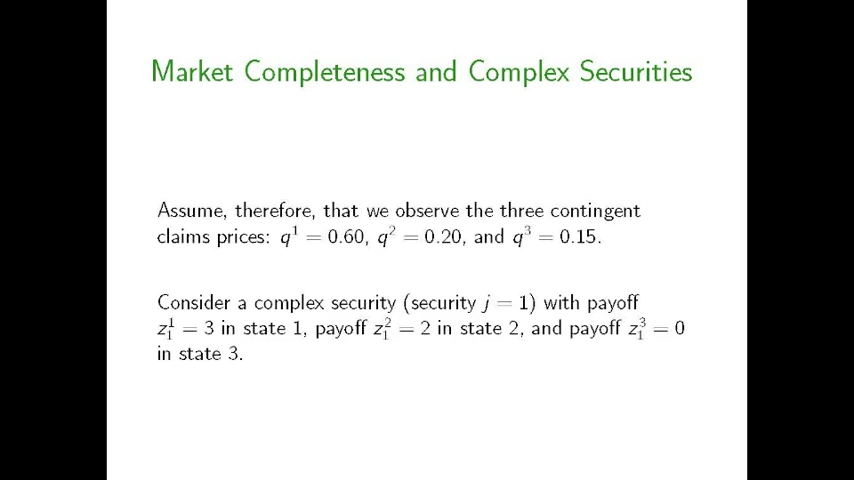 Market Completeness and Complex Securities
Assume, therefore, that we observe the three contingent
claims prices: q¹ = 0.60, q² = 0.20, and q³ = 0.15.
Consider a complex security (security j = 1) with payoff
z₁¹ = 3 in state 1, payoff z₁² = 2 in state 2, and payoff z₁³ = 0
in state 3.